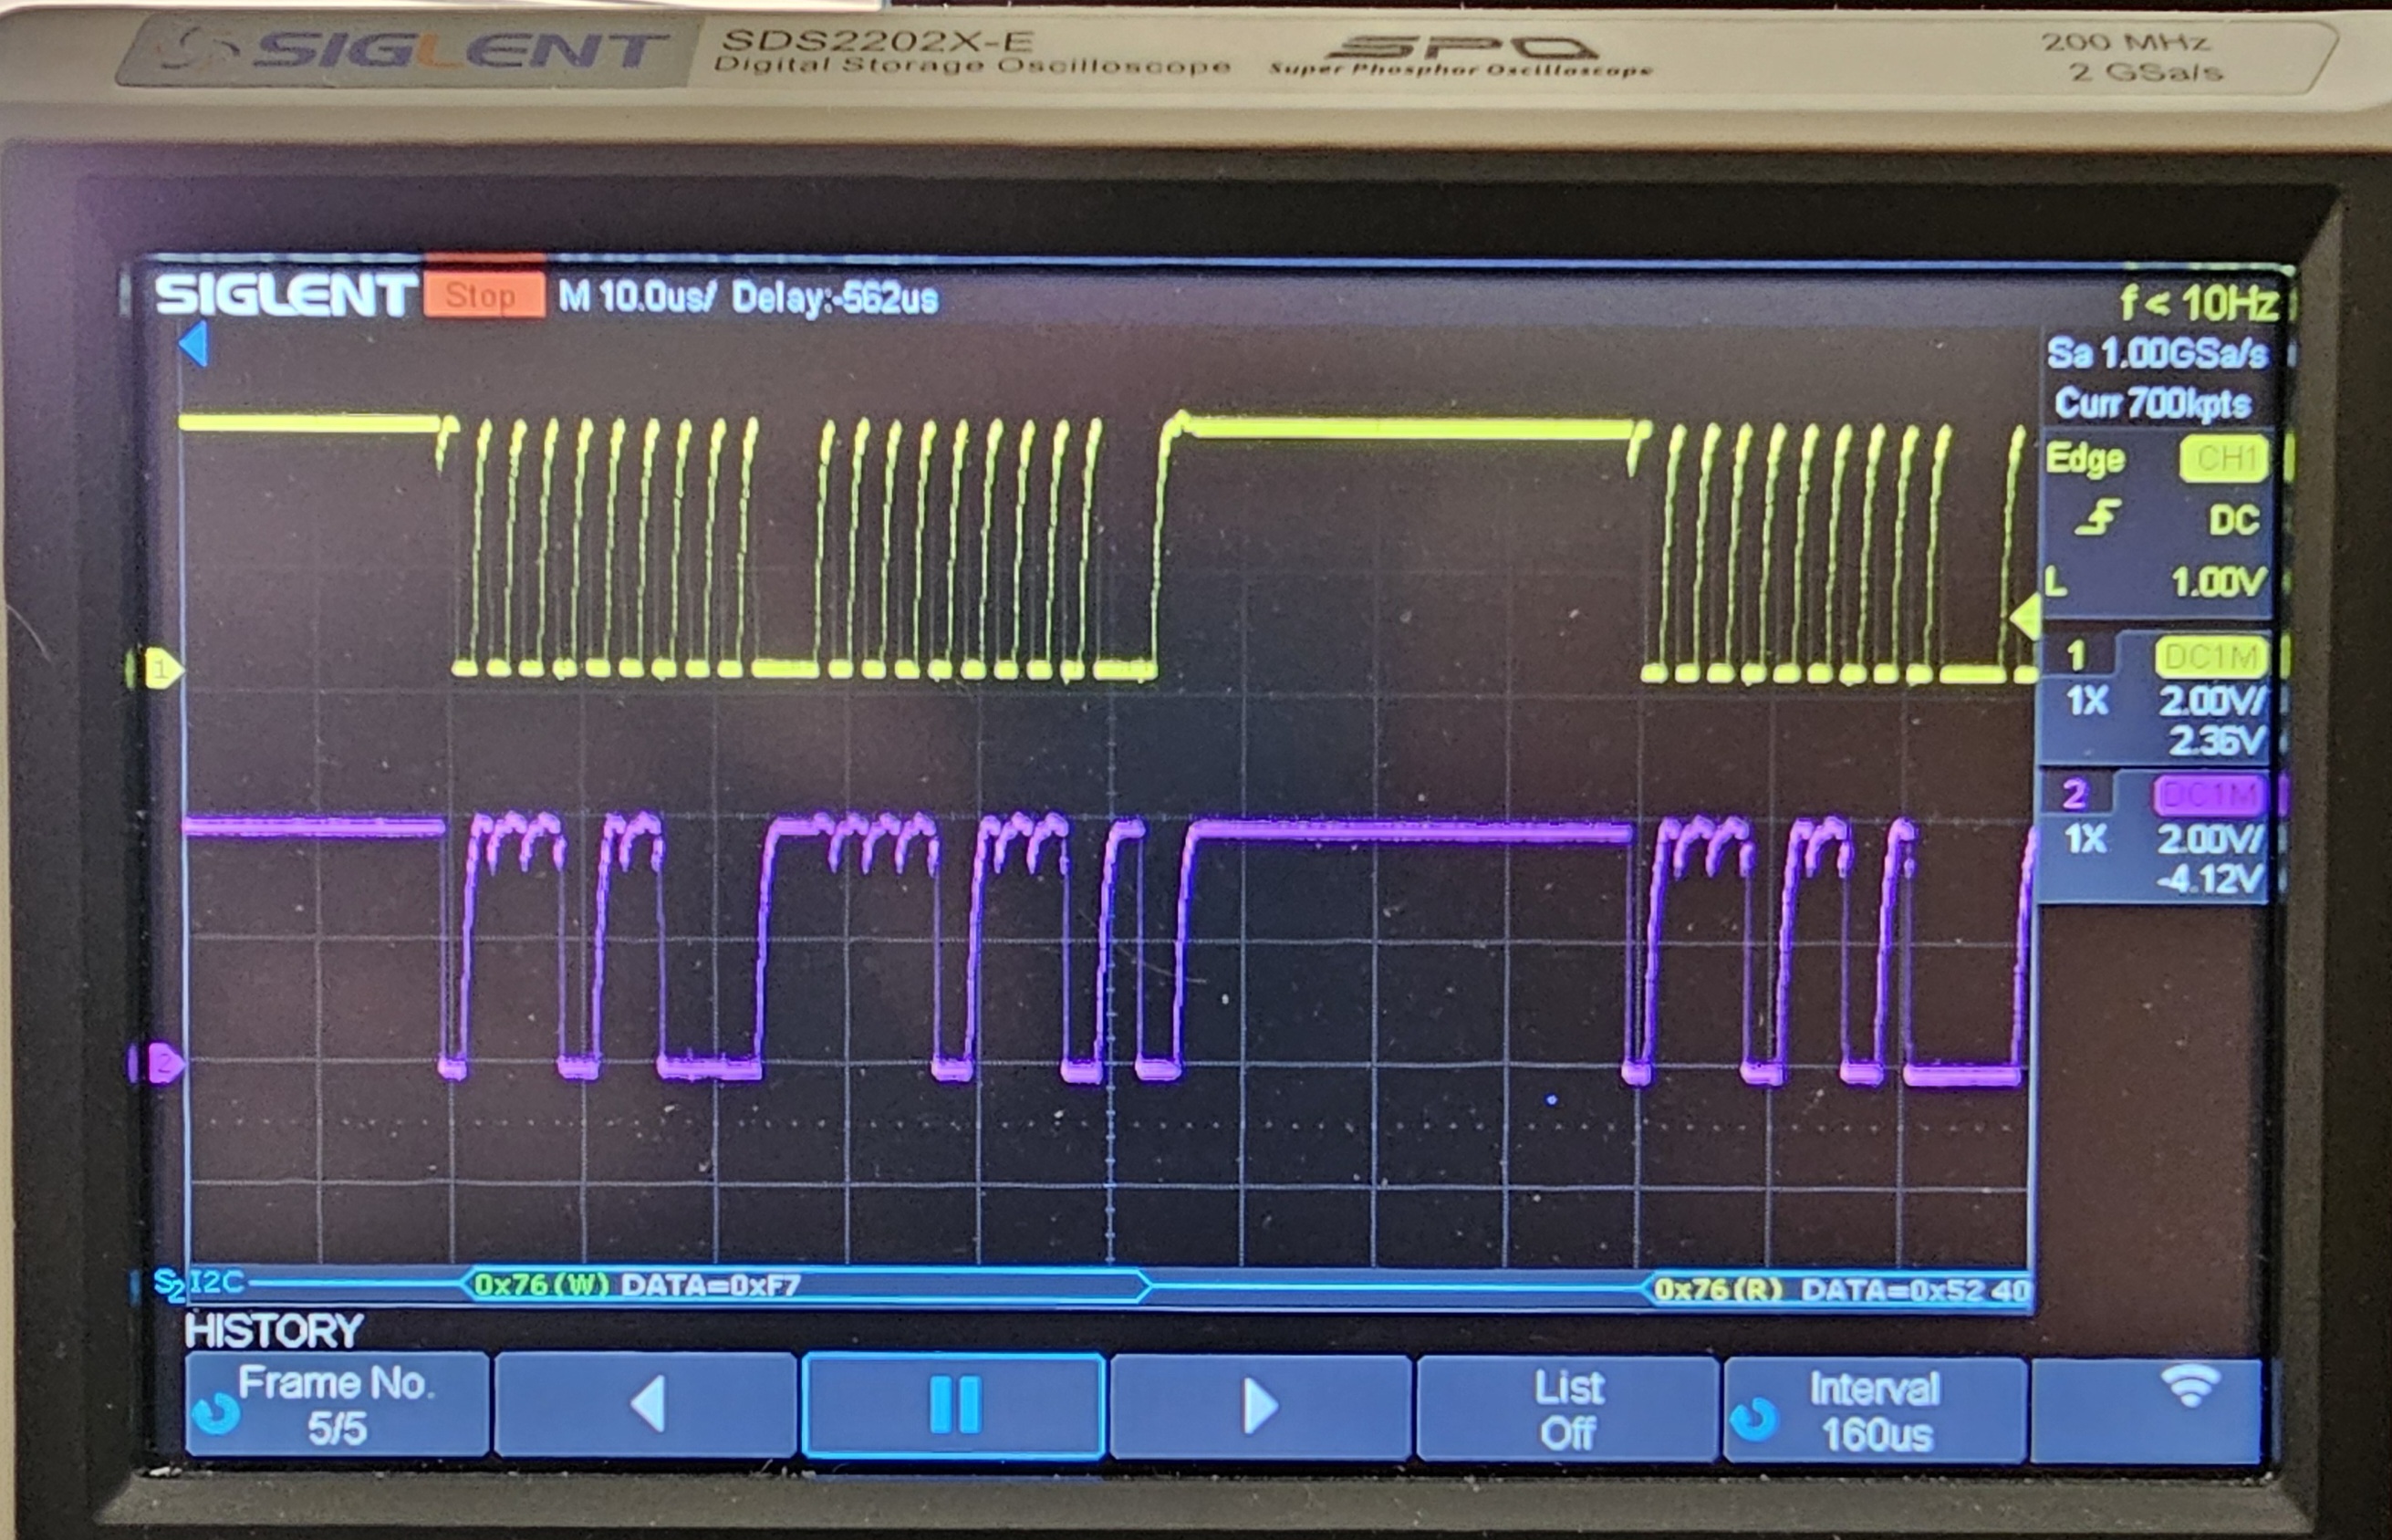 SIGLENT SDS2202X-E SPO 200 MHz
Digital Storage Oscilloscope Super Phosphor Oscilloscope 2 GSa/s
SIGLENT Stop M 10.0us/ Delay:-562us f < 10Hz
Sa 1.00GSa/s
Curr 700kpts
Edge CH1
DC
L 1.00V
1 DC1M
1X 2.00V/
2.36V
2 DC1M
1X 2.00V/
-4.12V
1
2
S2 I2C 0x76(W) DATA=0xF7 0x76(R) DATA=0x52 40
HISTORY
Frame No. List Interval
5/5 Off 160us